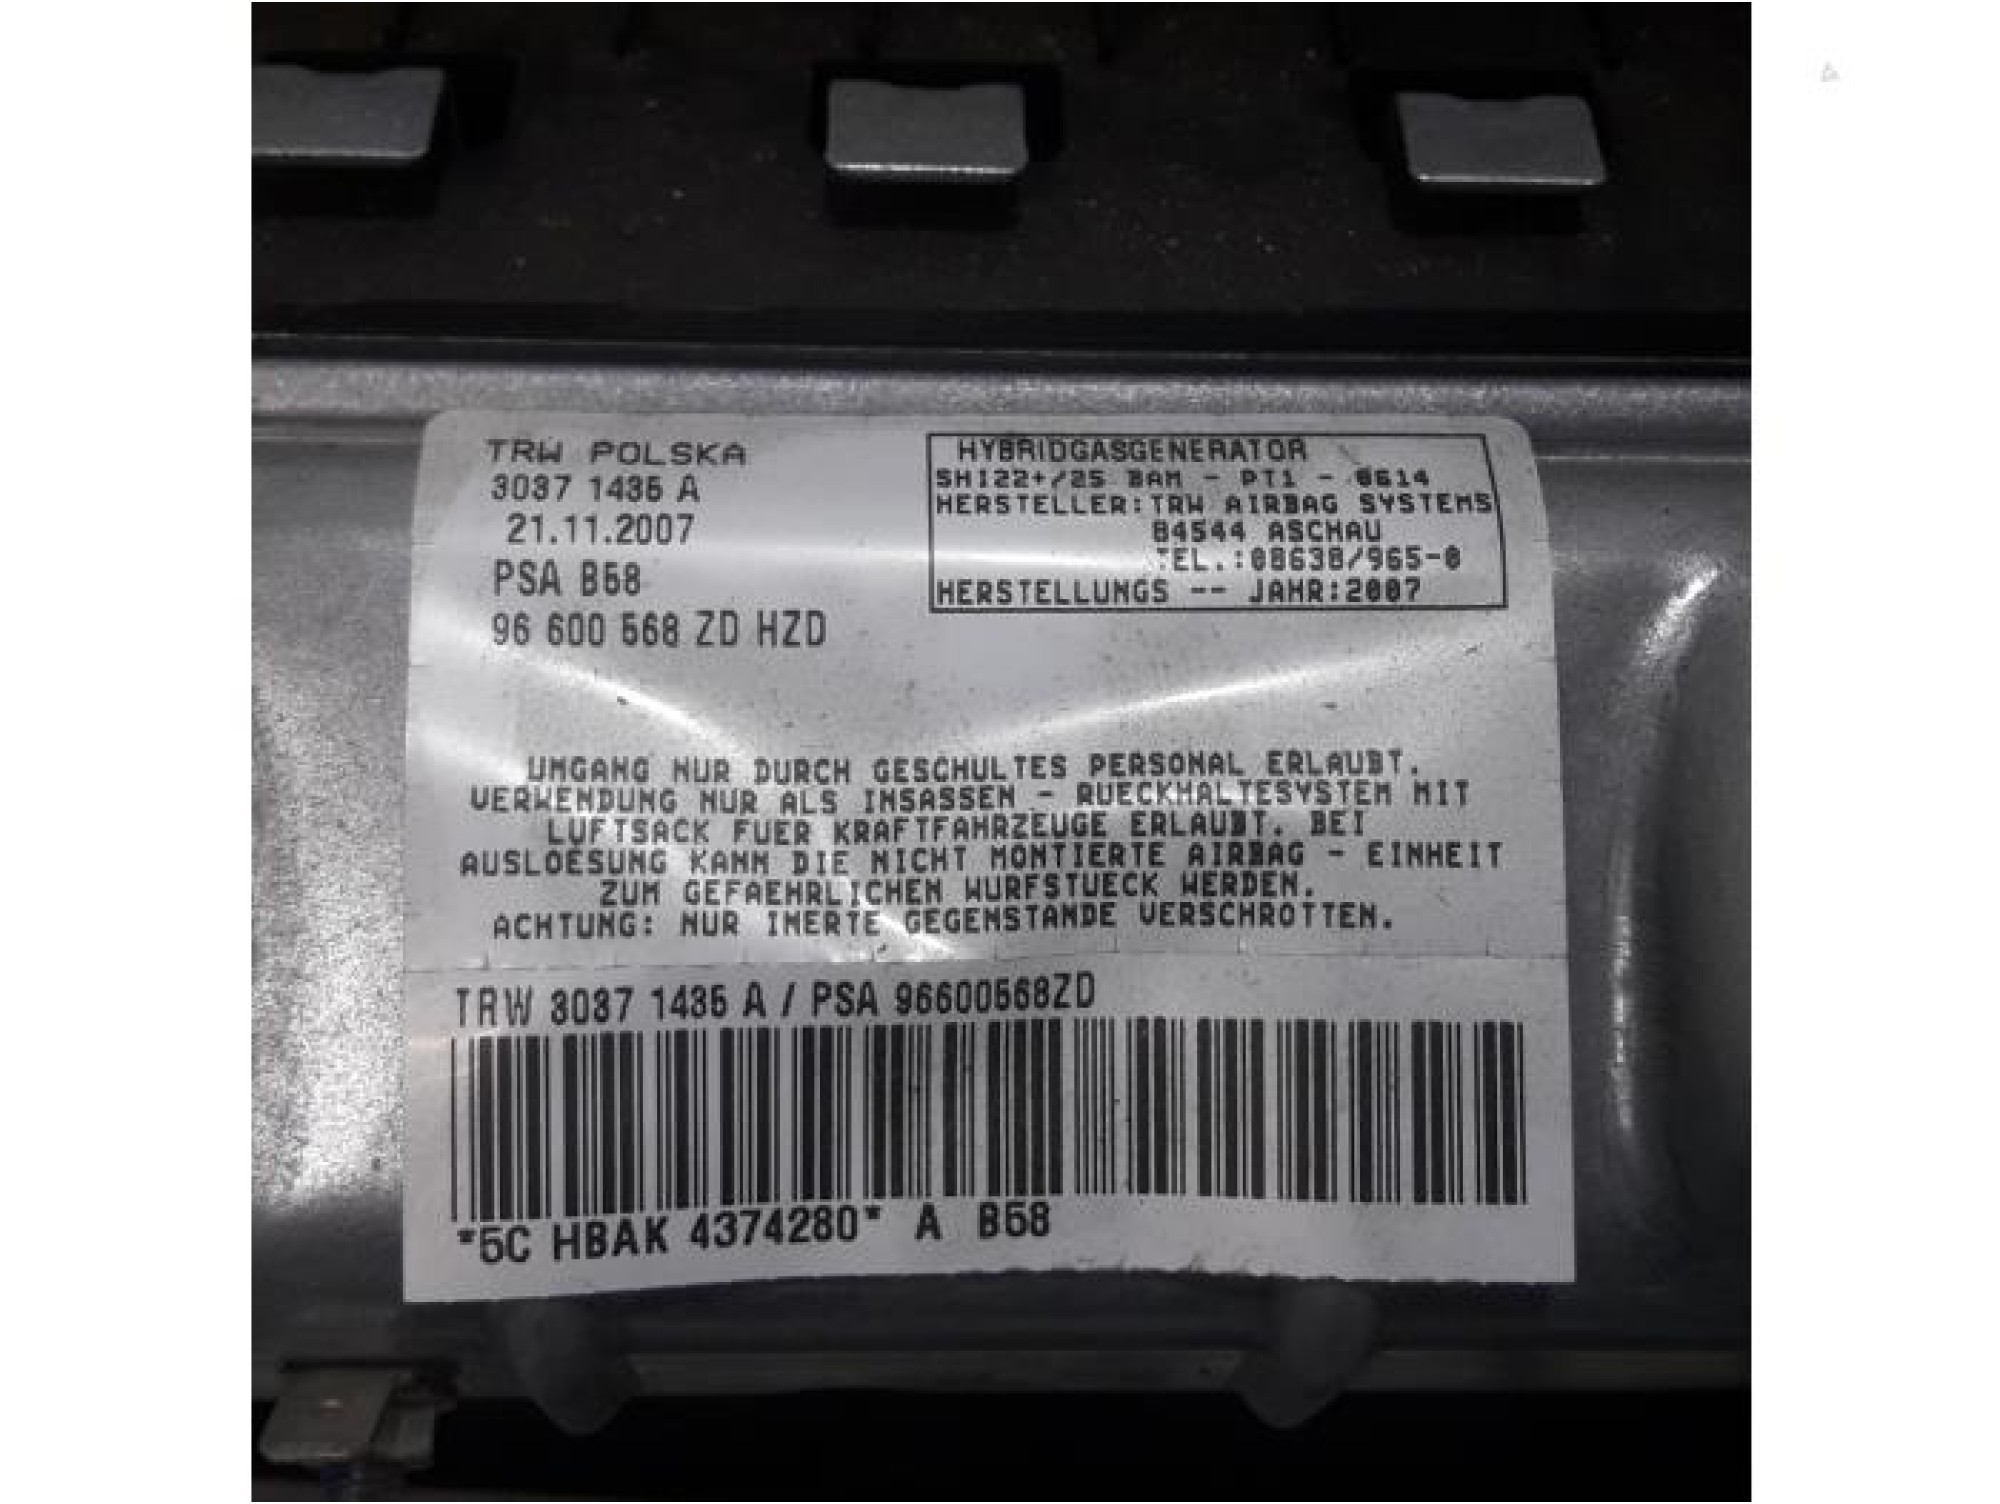 TRW POLSKA
3037 1435 A
21.11.2007
PSA B58
96 600 568 ZD HZD
HYBRIDGASGENERATOR
SHI22+/25 BAM - PT1 - 0614
HERSTELLER: TRW AIRBAG SYSTEMS
84544 ASCHAU
TEL.:08638/965-0
HERSTELLUNGS -- JAHR:2007
UMGANG NUR DURCH GESCHULTES PERSONAL ERLAUBT.
VERWENDUNG NUR ALS INSASSEN - RUECKHALTESYSTEM MIT
LUFTSACK FUER KRAFTFAHRZEUGE ERLAUBT. BEI
AUSLOESUNG KANN DIE NICHT MONTIERTE AIRBAG - EINHEIT
ZUM GEFAEHRLICHEN WURFSTUECK WERDEN.
ACHTUNG: NUR INERTE GEGENSTANDE VERSCHROTTEN.
TRW 3037 1435 A / PSA 96600568ZD
*5C HBAK 4374280* A B58